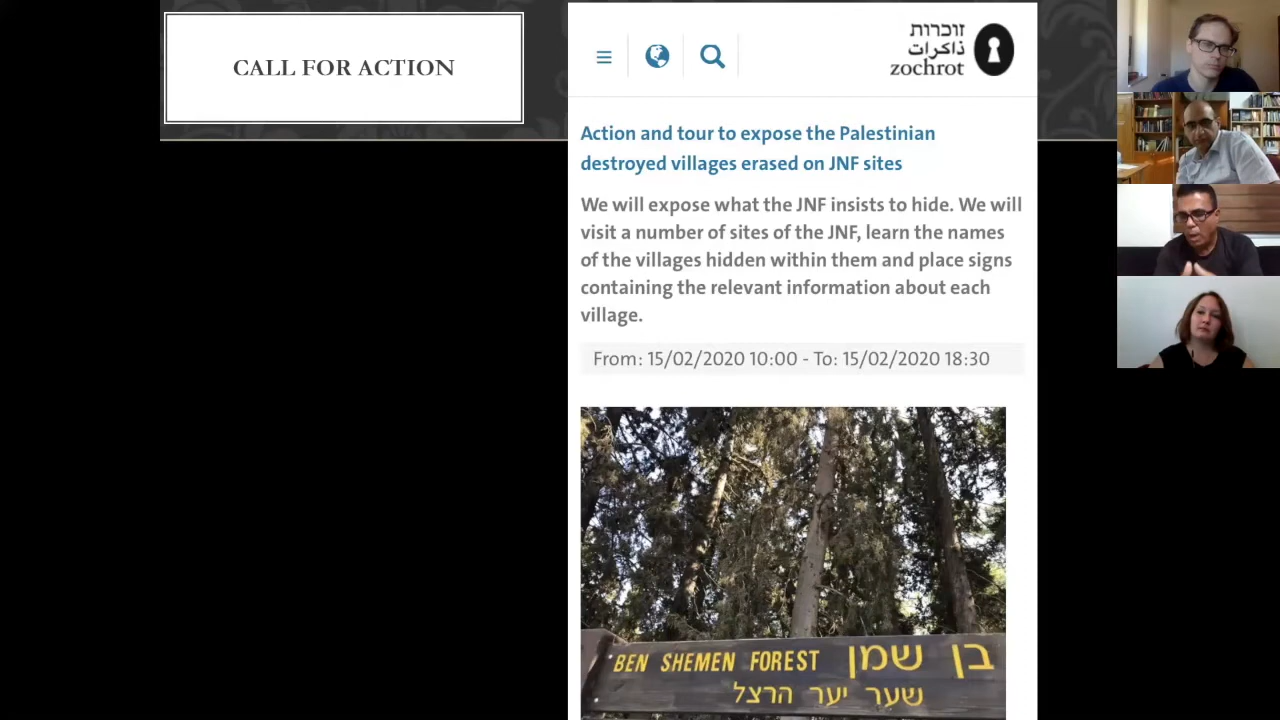 CALL FOR ACTION
זוכרות
ذاكرات
zochrot
Action and tour to expose the Palestinian
destroyed villages erased on JNF sites
We will expose what the JNF insists to hide. We will
visit a number of sites of the JNF, learn the names
of the villages hidden within them and place signs
containing the relevant information about each
village.
From: 15/02/2020 10:00 - To: 15/02/2020 18:30
BEN SHEMEN FOREST בן שמן
שער יער הרצל